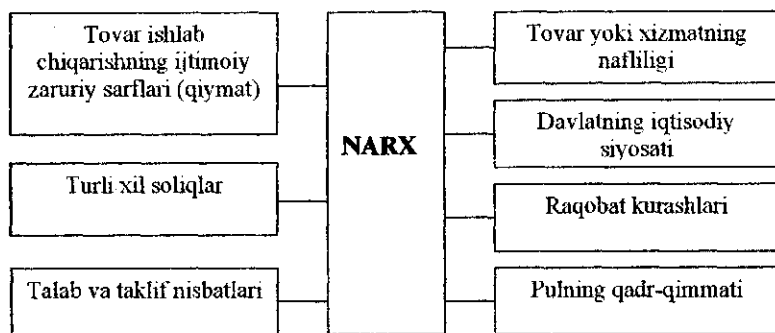 Tovar ishlab
chiqarishning ijtimoiy
zaruriy sarflari (qiymat)
Turli xil soliqlar
Talab va taklif nisbatlari
NARX
Tovar yoki xizmatning
nafliligi
Davlatning iqtisodiy
siyosati
Raqobat kurashlari
Pulning qadr-qimmati